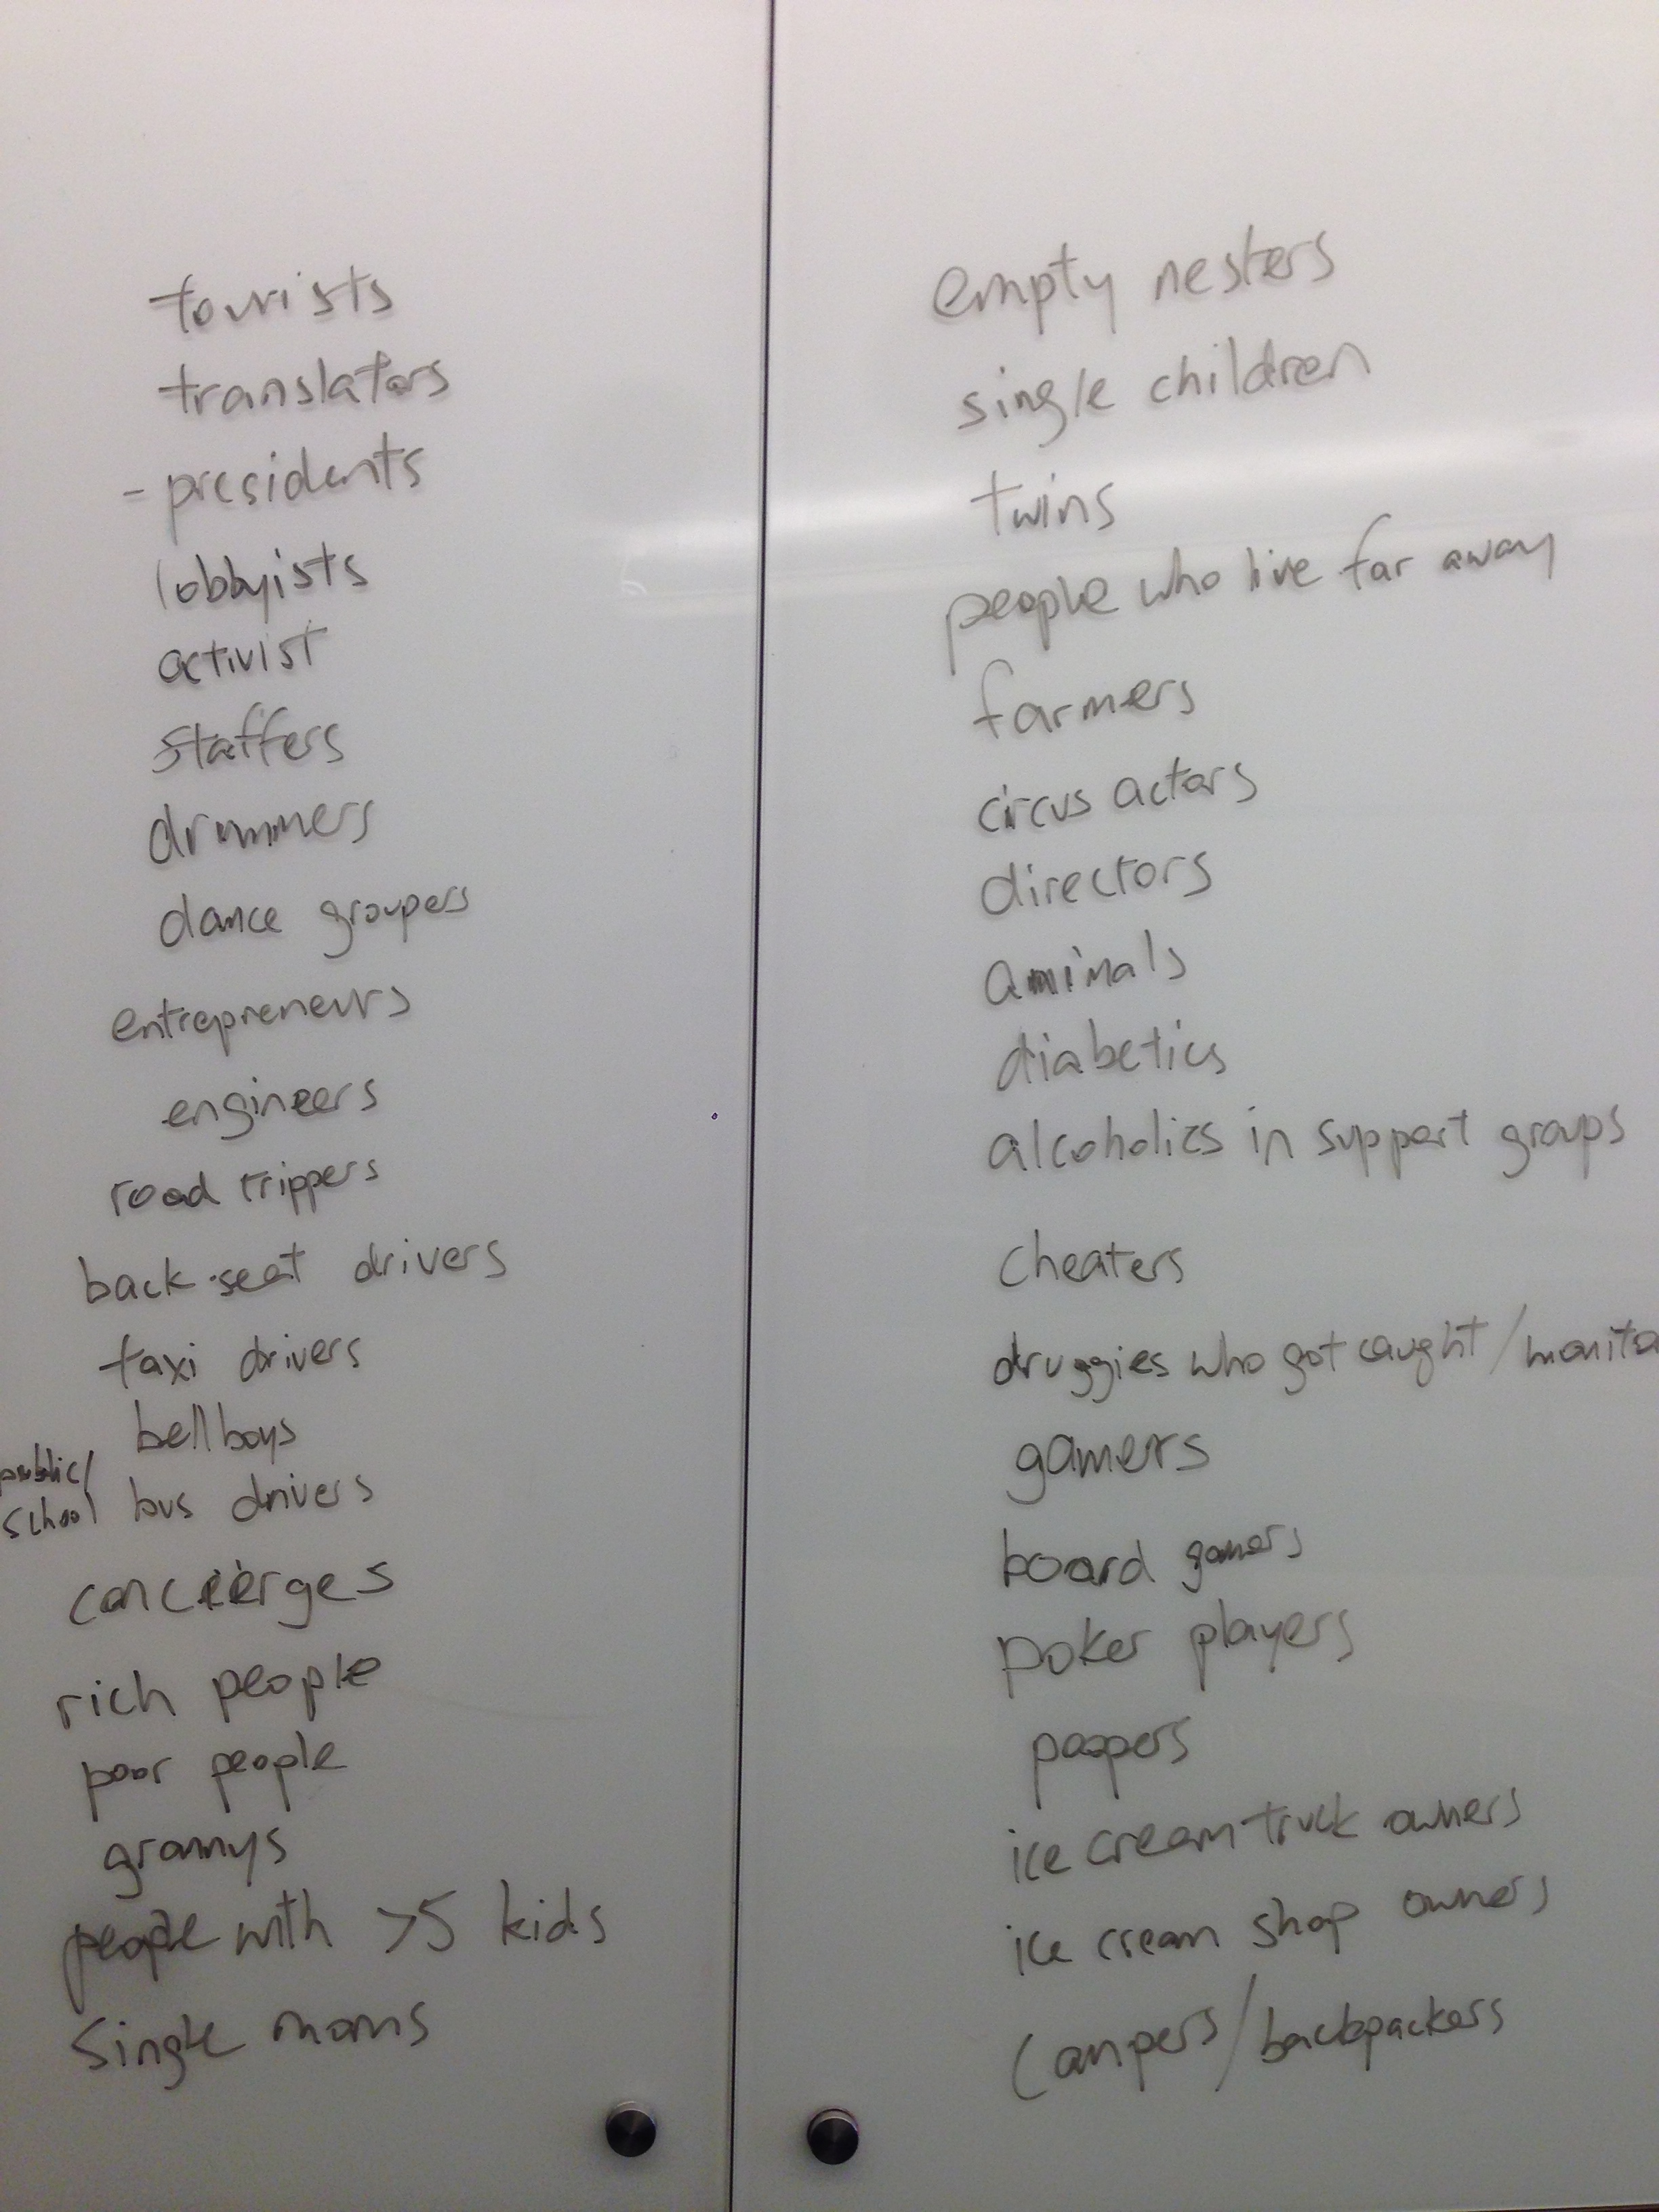 tourists
translators
- presidents
lobbyists
activist
staffers
drummers
dance groupers
entrepreneurs
engineers
road trippers
back seat drivers
taxi drivers
bellboys
public/
school bus drivers
concierges
rich people
poor people
grannys
people with >5 kids
single moms
empty nesters
single children
twins
people who live far away
farmers
circus actors
directors
aminals
diabetics
alcoholics in support groups
cheaters
druggies who got caught / monito
gamers
board gamers
poker players
poopers
ice cream truck owners
ice cream shop owners
campers/backpackers